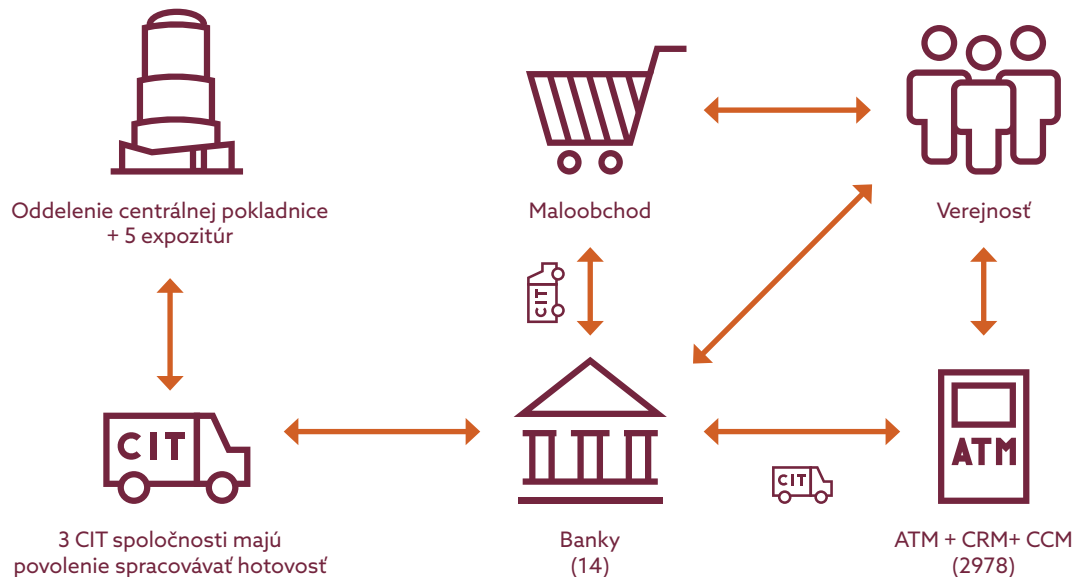 Oddelenie centrálnej pokladnice
+ 5 expozitúr
Maloobchod
Verejnosť
CIT
CIT
3 CIT spoločnosti majú
povolenie spracovávať hotovosť
Banky
(14)
CIT
ATM
ATM + CRM+ CCM
(2978)